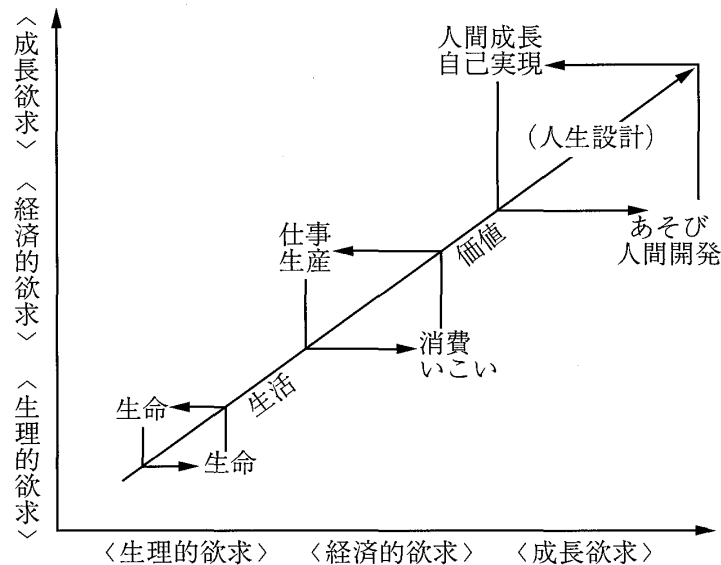 〈成長欲求〉
〈経済的欲求〉
〈生理的欲求〉
人間成長
自己実現
(人生設計)
あそび
人間開発
仕事
生産
価値
消費
いこい
生活
生命
生命
〈生理的欲求〉
〈経済的欲求〉
〈成長欲求〉